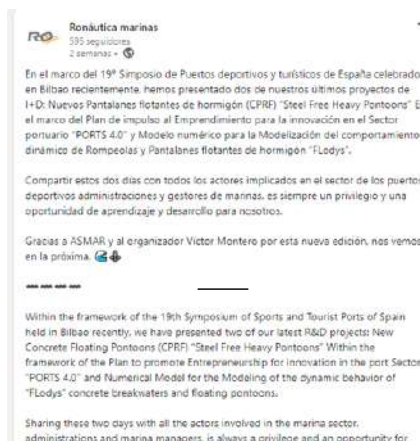 RO
Ronáutica marinas
595 seguidores
2 semanas •
En el marco del 19º Simposio de Puertos deportivos y turísticos de España celebrado
en Bilbao recientemente, hemos presentado dos de nuestros últimos proyectos de
I+D: Nuevos Pantalanes flotantes de hormigón (CPRF) "Steel Free Heavy Pontoons" E
el marco del Plan de impulso al Emprendimiento para la innovación en el Sector
portuario "PORTS 4.0" y Modelo numérico para la Modelización del comportamiento
dinámico de Rompeolas y Pantalanes flotantes de hormigon "FLodys".
Compartir estos dos días con todos los actores implicados en el sector de los puertos
deportivos administraciones y gestores de marinas, es siempre un privilegio y una
oportunidad de aprendizaje y desarrollo para nosotros.
Gracias a ASMAR y al organizador Victor Montero por esta nueva edición, nos vemos
en la próxima.
Within the framework of the 19th Symposium of Sports and Tourist Ports of Spain
held in Bilbao recently, we have presented two of our latest R&D projects: New
Concrete Floating Pontoons (CPRF) "Steel Free Heavy Pontoons" Within the
framework of the Plan to promote Entrepreneurship for innovation in the port Sector
"PORTS 4.0" and Numerical Model for the Modeling of the dynamic behavior of
"FLodys" concrete breakwaters and floating pontoons.
Sharing these two days with all the actors involved in the marina sector,
administrations and marina managers, is always a privilege and an opportunity for